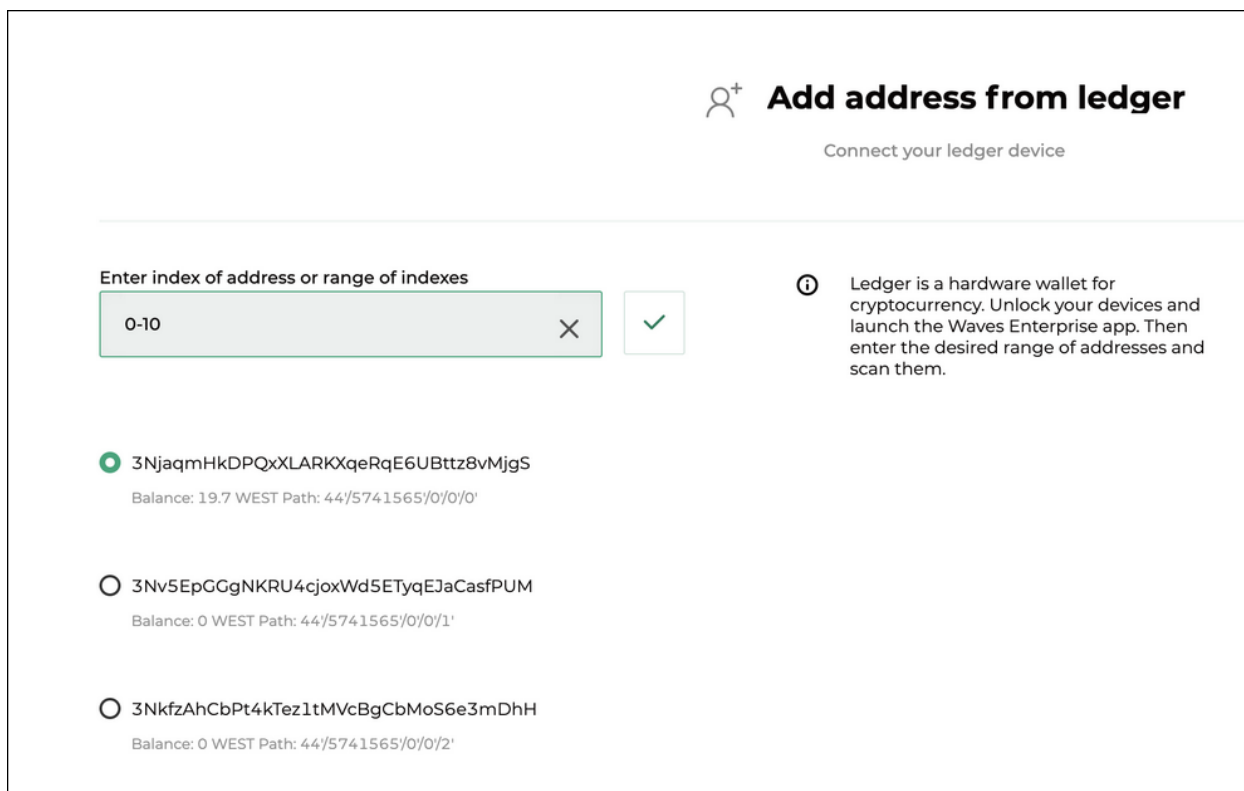 Add address from ledger
Connect your ledger device
Enter index of address or range of indexes
0-10
Ledger is a hardware wallet for
cryptocurrency. Unlock your devices and
launch the Waves Enterprise app. Then
enter the desired range of addresses and
scan them.
3NjaqmHkDPQxXLARKXqeRqE6UBttz8vMjgS
Balance: 19.7 WEST Path: 44'/5741565'/0'/0'/0'
3Nv5EpGGgNKRU4cjoxWd5ETyqEJaCasfPUM
Balance: 0 WEST Path: 44'/5741565'/0'/0'/1'
3NkfzAhCbPt4kTez1tMVcBgCbMoS6e3mDhH
Balance: 0 WEST Path: 44'/5741565'/0'/0'/2'